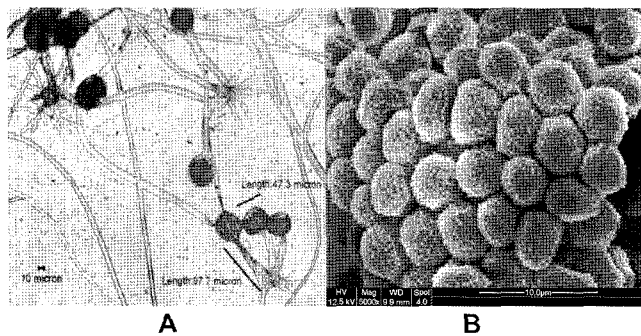 Length:47.3 micron
Length:97.7 micron
10 micron
HV Mag WD Spot
12.5 kV 5000x 9.9 mm 4.0
10.0µm
A B